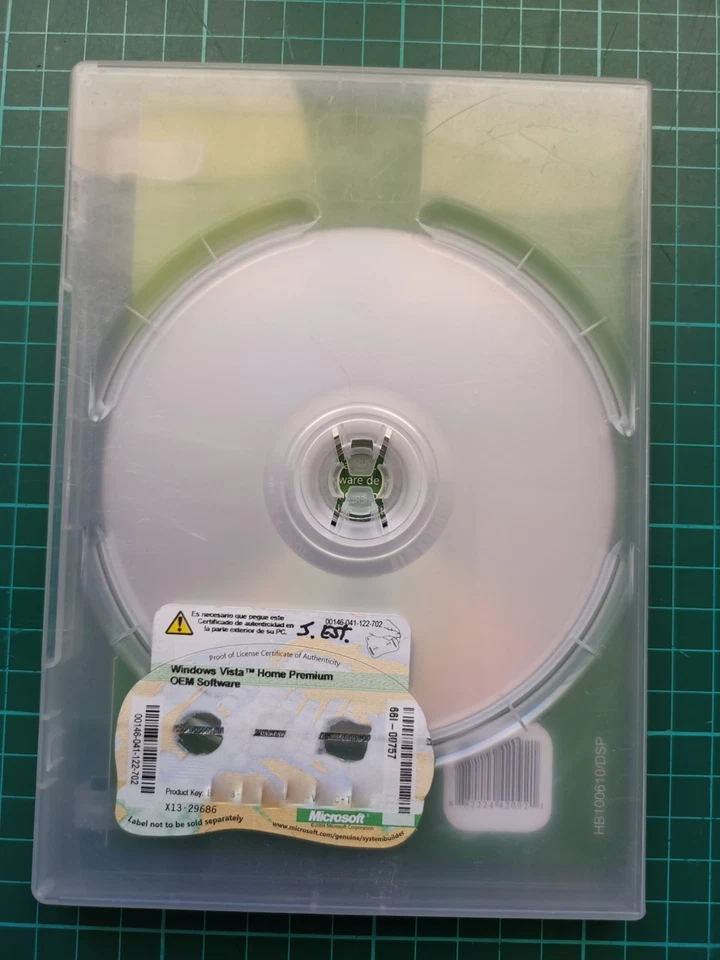 ware de
Es necesario que pegue este
Certificado de autenticidad en
la parte exterior de su PC.
J. EST.
00146-041-122-702
Proof of License Certificate of Authenticity
Windows Vista™ Home Premium
OEM Software
00146-041-122-702
66I-00757
Product Key:
X13-29686
Microsoft®
Label not to be sold separately
www.microsoft.com/genuine/systembuilder
HB100610/DSP